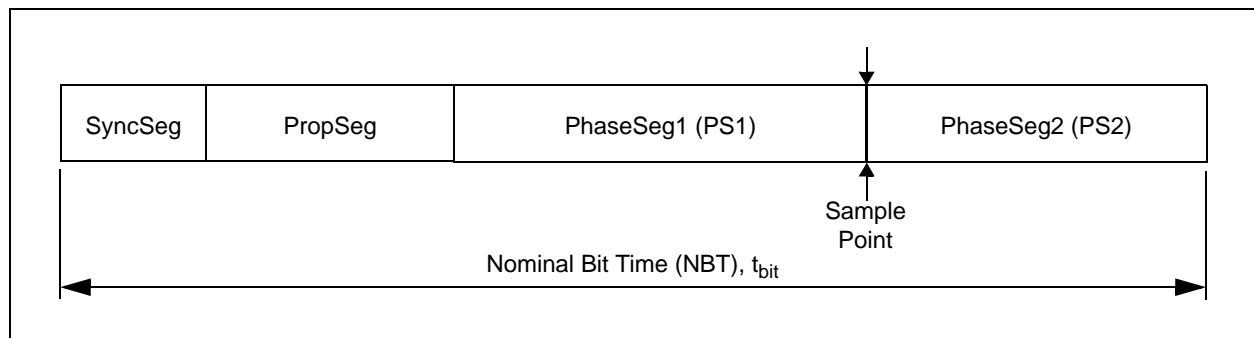 SyncSeg
PropSeg
PhaseSeg1 (PS1)
PhaseSeg2 (PS2)
Sample
Point
Nominal Bit Time (NBT), tbit